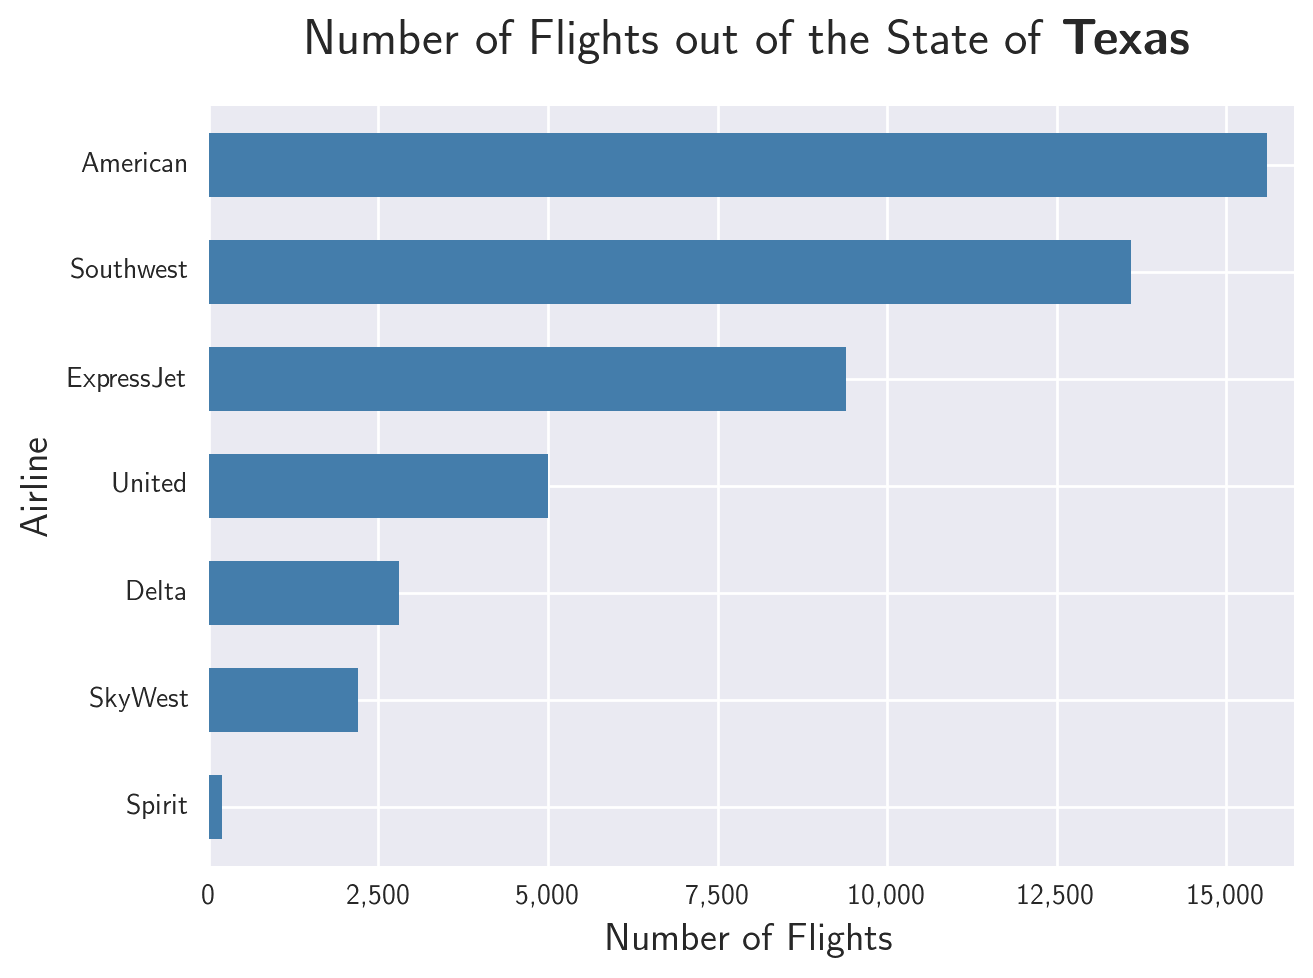 Number of Flights out of the State of Texas
American
Southwest
ExpressJet
United
Delta
SkyWest
Spirit
Airline
0 2,500 5,000 7,500 10,000 12,500 15,000
Number of Flights